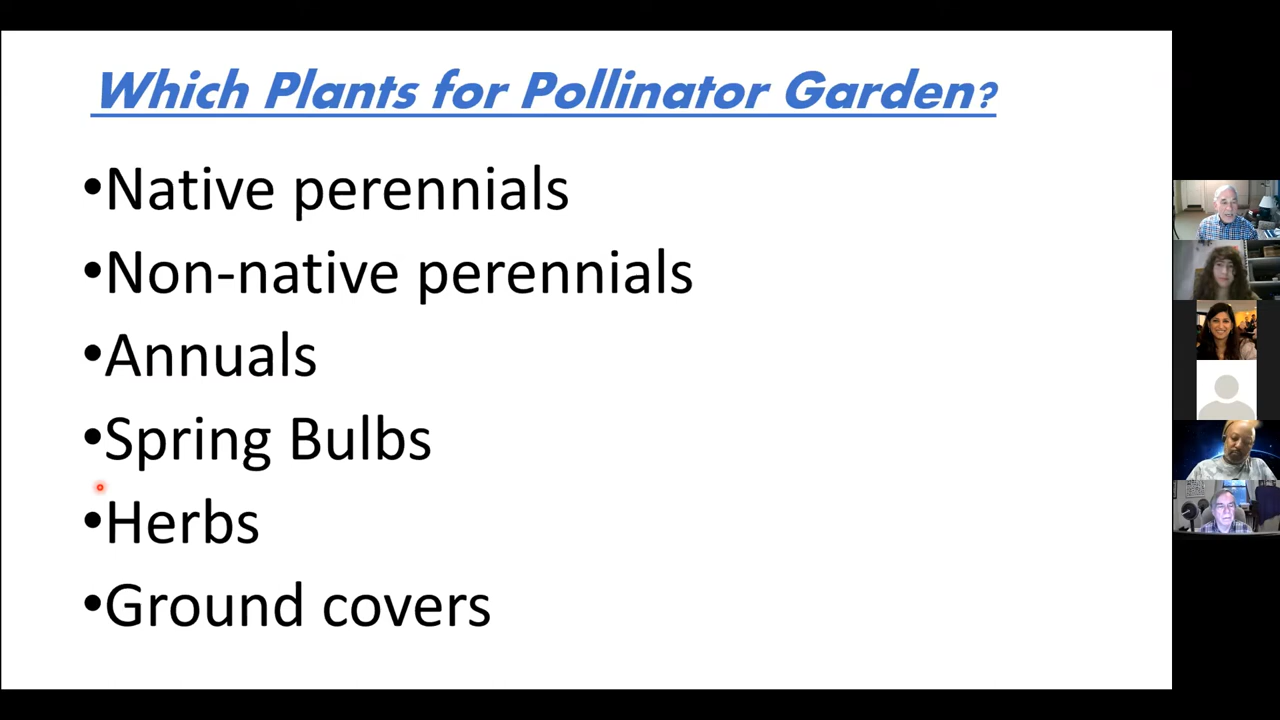 Which Plants for Pollinator Garden?
•Native perennials
•Non-native perennials
•Annuals
•Spring Bulbs
•Herbs
•Ground covers